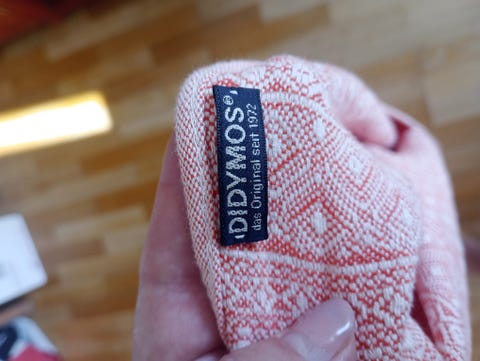 DIDYMOS®
das Original seit 1972